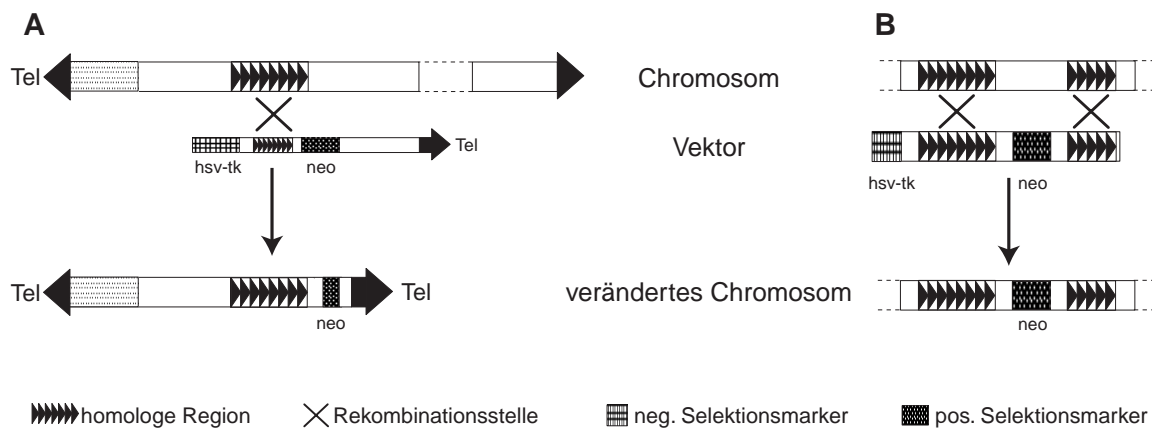 A
B
Tel
Chromosom
Tel
Vektor
hsv-tk
neo
hsv-tk
neo
Tel
Tel
verändertes Chromosom
neo
neo
homologe Region
Rekombinationsstelle
neg. Selektionsmarker
pos. Selektionsmarker